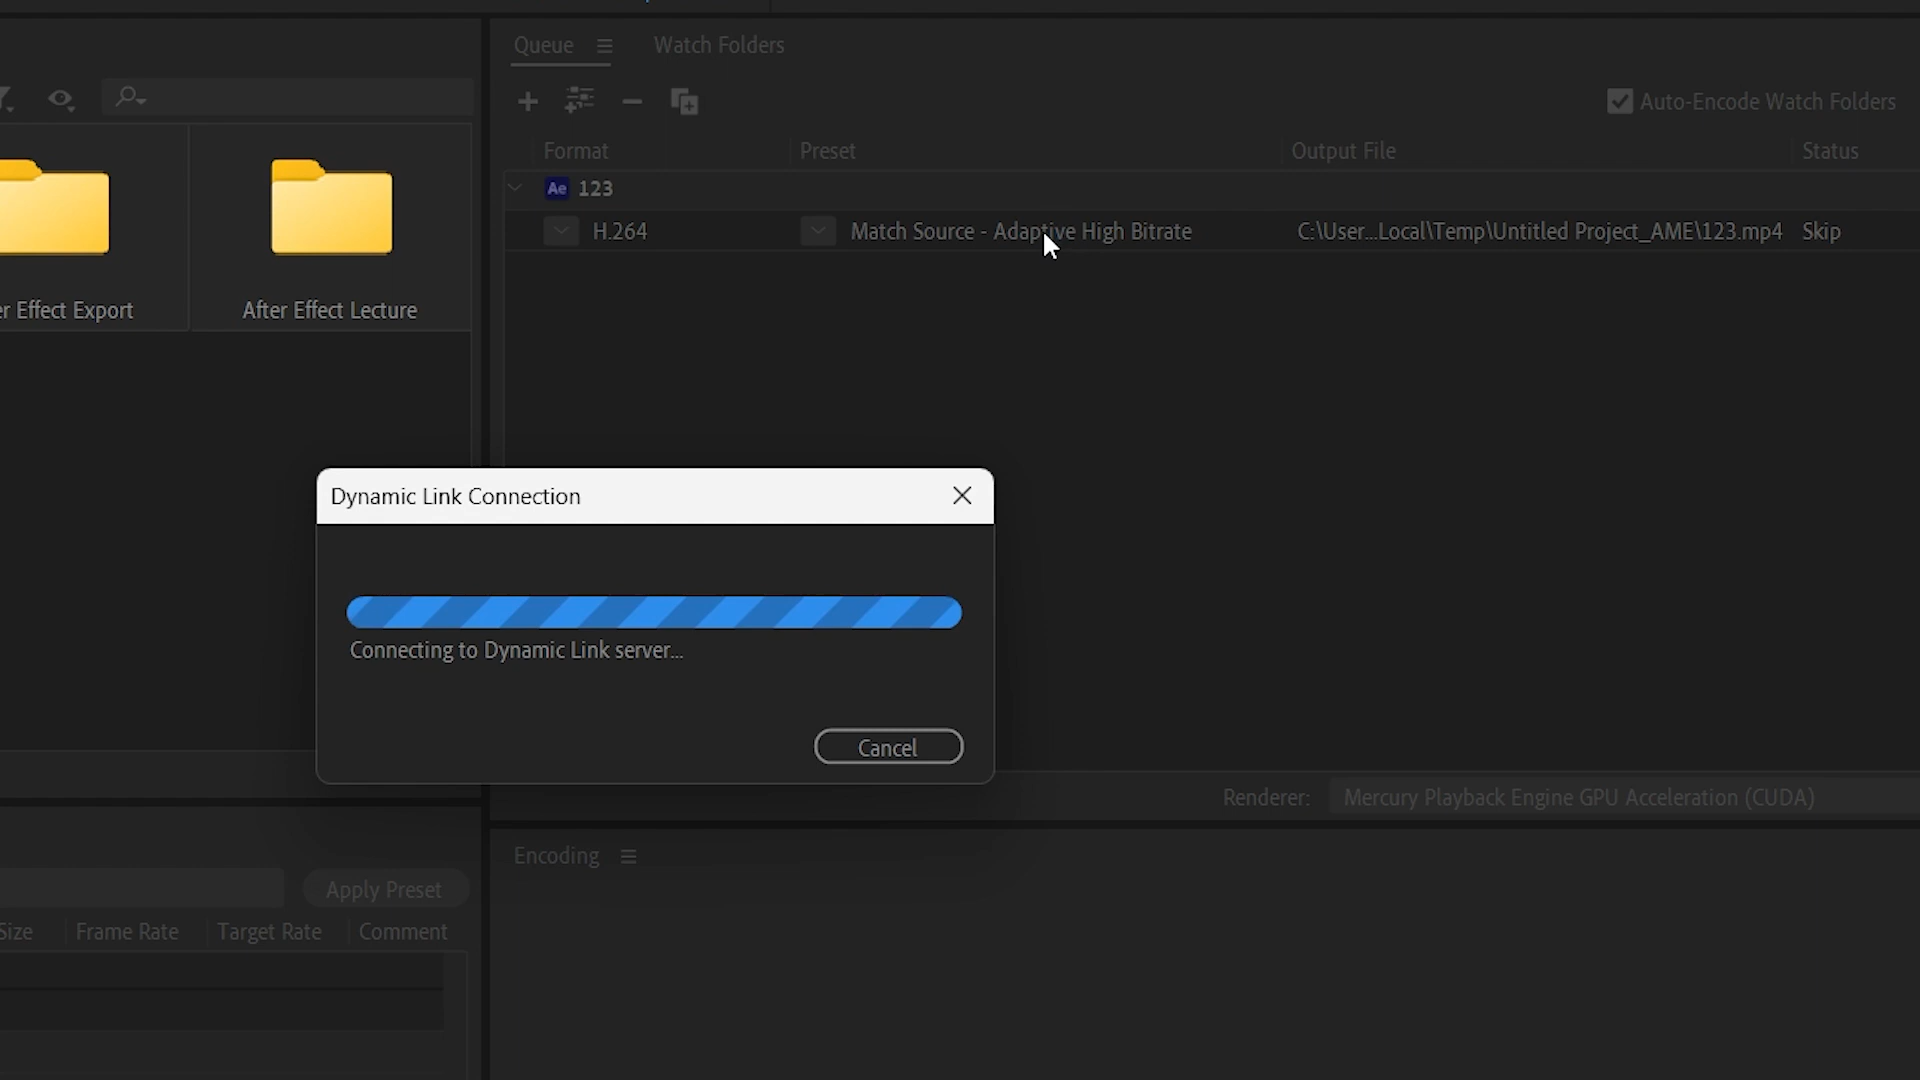 Queue
Watch Folders
Auto-Encode Watch Folders
Format
Preset
Output File
Status
Ae 123
H.264
Match Source - Adaptive High Bitrate
C:\User...Local\Temp\Untitled Project_AME\123.mp4
Skip
Effect Export
After Effect Lecture
Dynamic Link Connection
Connecting to Dynamic Link server...
Cancel
Renderer:
Mercury Playback Engine GPU Acceleration (CUDA)
Encoding
Apply Preset
Size
Frame Rate
Target Rate
Comment